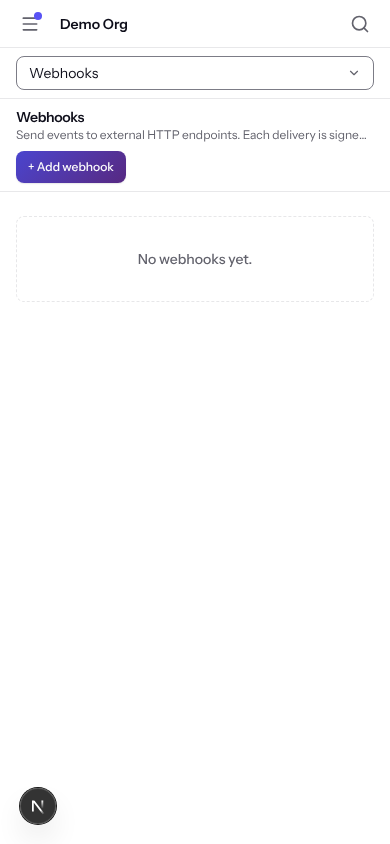 Demo Org
Webhooks
Webhooks
Send events to external HTTP endpoints. Each delivery is signe...
+ Add webhook
No webhooks yet.
N